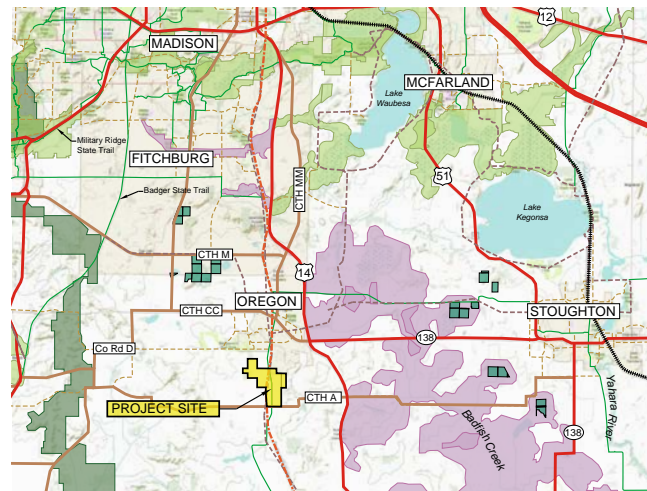 12
MADISON
MCFARLAND
Lake
Waubesa
Military Ridge
State Trail
FITCHBURG
CTH MM
51
Badger State Trail
Lake
Kegonsa
CTH M
14
OREGON
CTH CC
STOUGHTON
138
Co Rd D
PROJECT SITE
CTH A
Badfish Creek
Yahara River
138